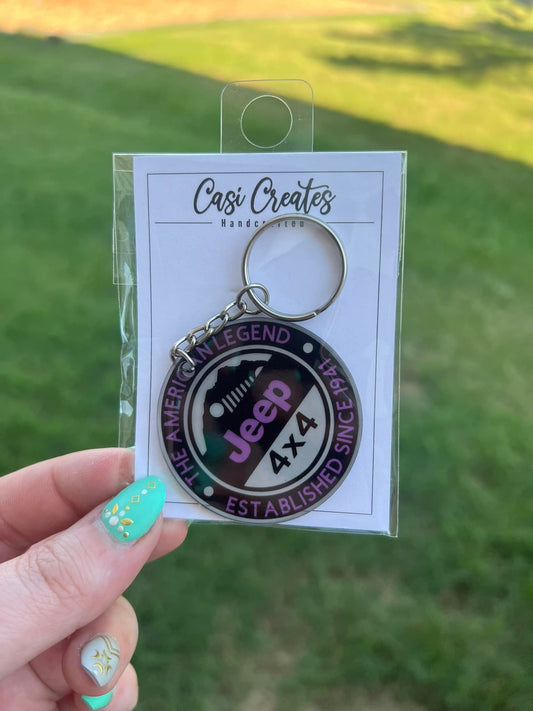 Casi Creates
Handcrafted
THE AMERICAN LEGEND
Jeep
4x4
ESTABLISHED SINCE 1941